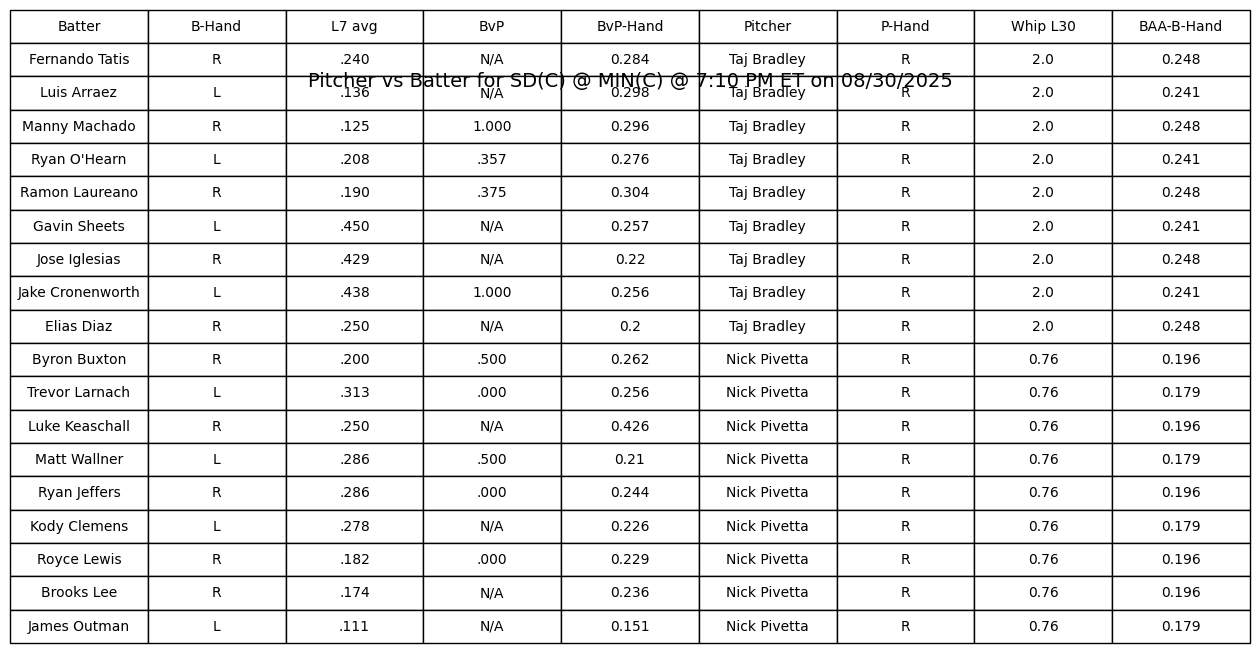 Batter B-Hand L7 avg BvP BvP-Hand Pitcher P-Hand Whip L30 BAA-B-Hand
Fernando Tatis R .240 N/A 0.284 Taj Bradley R 2.0 0.248
Pitcher vs Batter for SD(C) @ MIN(C) @ 7:10 PM ET on 08/30/2025
Luis Arraez L .136 N/A 0.298 Taj Bradley R 2.0 0.241
Manny Machado R .125 1.000 0.296 Taj Bradley R 2.0 0.248
Ryan O'Hearn L .208 .357 0.276 Taj Bradley R 2.0 0.241
Ramon Laureano R .190 .375 0.304 Taj Bradley R 2.0 0.248
Gavin Sheets L .450 N/A 0.257 Taj Bradley R 2.0 0.241
Jose Iglesias R .429 N/A 0.22 Taj Bradley R 2.0 0.248
Jake Cronenworth L .438 1.000 0.256 Taj Bradley R 2.0 0.241
Elias Diaz R .250 N/A 0.2 Taj Bradley R 2.0 0.248
Byron Buxton R .200 .500 0.262 Nick Pivetta R 0.76 0.196
Trevor Larnach L .313 .000 0.256 Nick Pivetta R 0.76 0.179
Luke Keaschall R .250 N/A 0.426 Nick Pivetta R 0.76 0.196
Matt Wallner L .286 .500 0.21 Nick Pivetta R 0.76 0.179
Ryan Jeffers R .286 .000 0.244 Nick Pivetta R 0.76 0.196
Kody Clemens L .278 N/A 0.226 Nick Pivetta R 0.76 0.179
Royce Lewis R .182 .000 0.229 Nick Pivetta R 0.76 0.196
Brooks Lee R .174 N/A 0.236 Nick Pivetta R 0.76 0.196
James Outman L .111 N/A 0.151 Nick Pivetta R 0.76 0.179